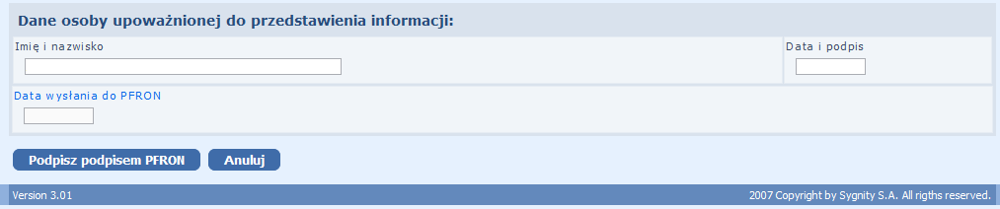 Dane osoby upoważnionej do przedstawienia informacji:
Imię i nazwisko Data i podpis
Data wysłania do PFRON
Podpisz podpisem PFRON Anuluj
Version 3.01 2007 Copyright by Sygnity S.A. All rigths reserved.